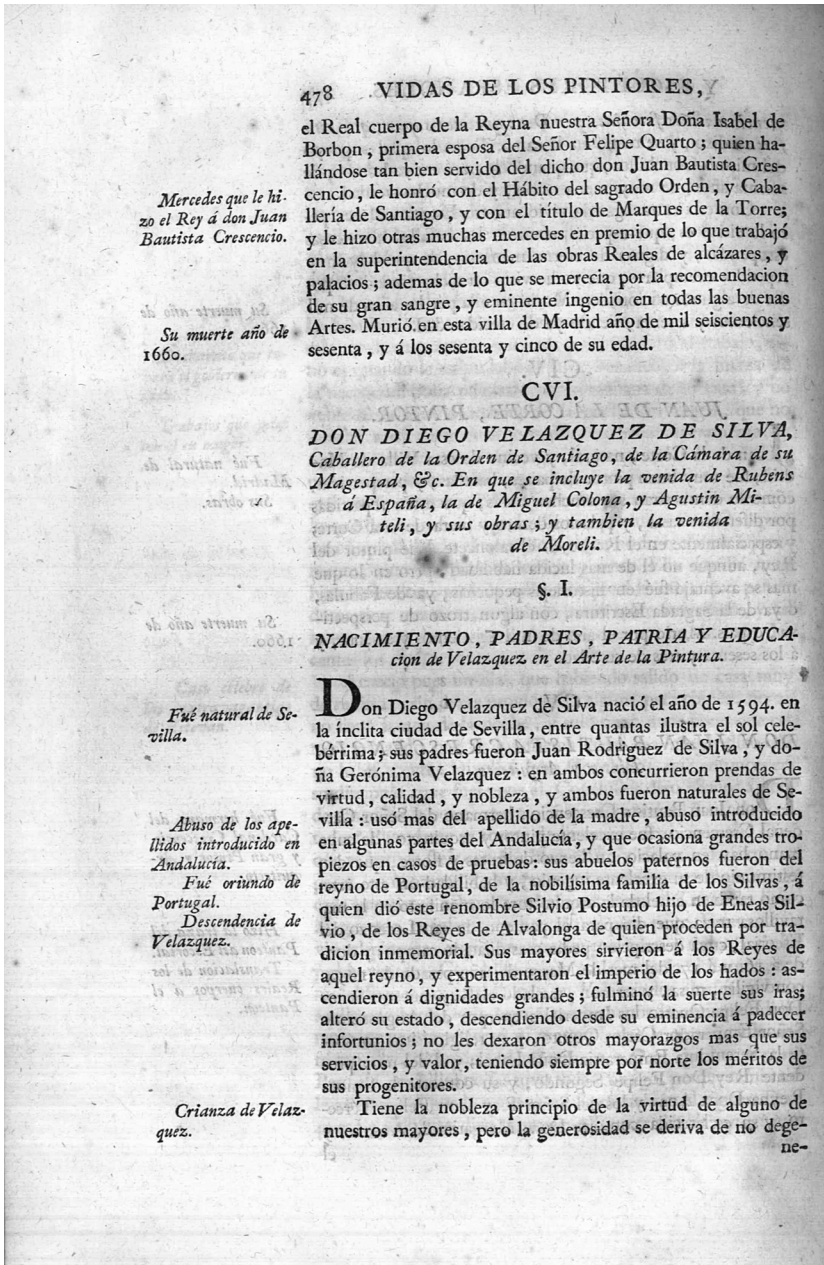 478 VIDAS DE LOS PINTORES,
el Real cuerpo de la Reyna nuestra Señora Doña Isabel de
Borbon, primera esposa del Señor Felipe Quarto; quien ha-
llándose tan bien servido del dicho don Juan Bautista Cres-
cencio, le honró con el Hábito del sagrado Orden, y Caba-
llería de Santiago, y con el título de Marques de la Torre;
y le hizo otras muchas mercedes en premio de lo que trabajó
en la superintendencia de las obras Reales de alcázares, y
palacios; ademas de lo que se merecia por la recomendacion
de su gran sangre, y eminente ingenio en todas las buenas
Artes. Murió en esta villa de Madrid año de mil seiscientos y
sesenta, y á los sesenta y cinco de su edad.
Mercedes que le hi-
zo el Rey á don Juan
Bautista Crescencio.
Su muerte año de
1660.
CVI.
DON DIEGO VELAZQUEZ DE SILVA,
Caballero de la Orden de Santiago, de la Cámara de su
Magestad, &c. En que se incluye la venida de Rubens
á España, la de Miguel Colona, y Agustin Mi-
teli, y sus obras; y tambien la venida
de Moreli.
§. I.
NACIMIENTO, PADRES, PATRIA Y EDUCA-
cion de Velazquez en el Arte de la Pintura.
Don Diego Velazquez de Silva nació el año de 1594. en
la ínclita ciudad de Sevilla, entre quantas ilustra el sol cele-
bérrima; sus padres fueron Juan Rodriguez de Silva, y do-
ña Gerónima Velazquez: en ambos concurrieron prendas de
virtud, calidad, y nobleza, y ambos fueron naturales de Se-
villa: usó mas del apellido de la madre, abuso introducido
en algunas partes del Andalucía, y que ocasiona grandes tro-
piezos en casos de pruebas: sus abuelos paternos fueron del
reyno de Portugal, de la nobilísima familia de los Silvas, á
quien dió este renombre Silvio Postumo hijo de Eneas Sil-
vio, de los Reyes de Alvalonga de quien proceden por tra-
dicion inmemorial. Sus mayores sirvieron á los Reyes de
aquel reyno, y experimentaron el imperio de los hados: as-
cendieron á dignidades grandes; fulminó la suerte sus iras;
alteró su estado, descendiendo desde su eminencia á padecer
infortunios; no les dexaron otros mayorazgos mas que sus
servicios, y valor, teniendo siempre por norte los méritos de
sus progenitores.
Tiene la nobleza principio de la virtud de alguno de
nuestros mayores, pero la generosidad se deriva de no dege-
ne-
Fué natural de Se-
villa.
Abuso de los ape-
llidos introducido en
Andalucía.
Fué oriundo de
Portugal.
Descendencia de
Velazquez.
Crianza de Velaz-
quez.